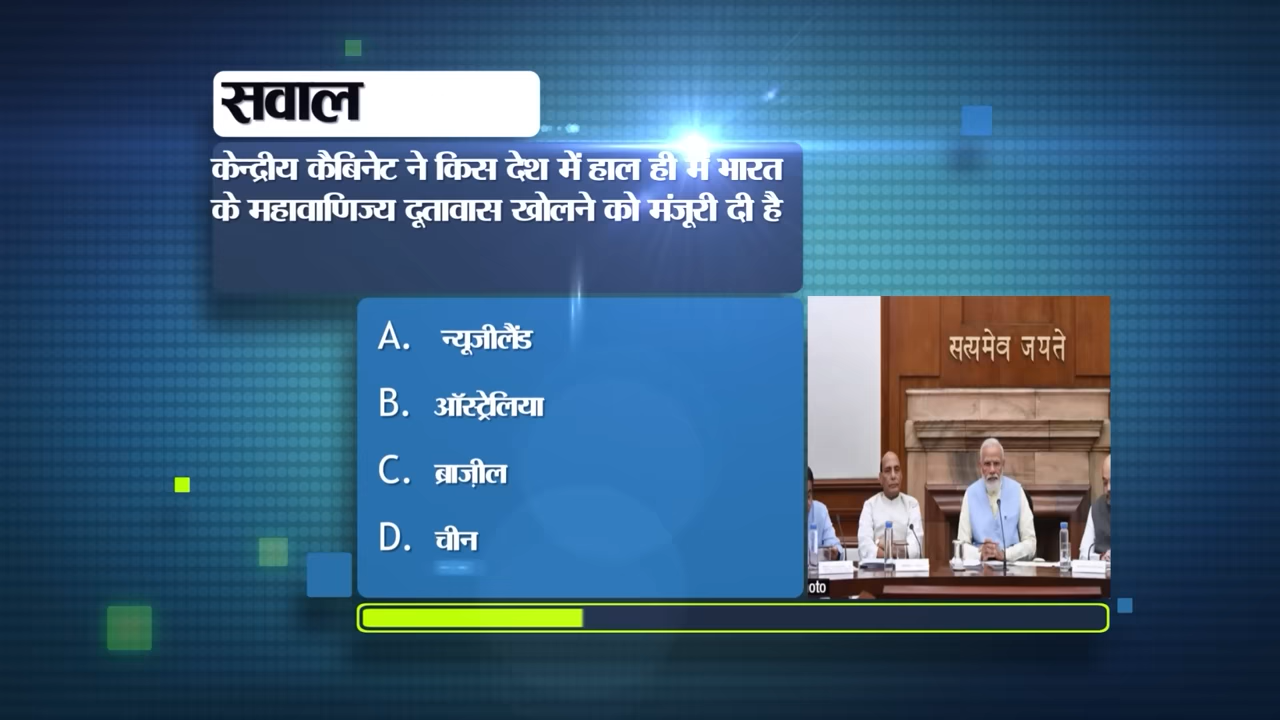 सवाल
केन्द्रीय कैबिनेट ने किस देश में हाल ही में भारत
के महावाणिज्य दूतावास खोलने को मंजूरी दी है
A. न्यूजीलैंड
B. ऑस्ट्रेलिया
C. ब्राज़ील
D. चीन
सत्यमेव जयते
oto